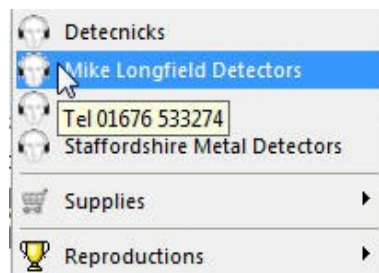 Detecnicks
Mike Longfield Detectors
Tel 01676 533274
Staffordshire Metal Detectors
Supplies
Reproductions